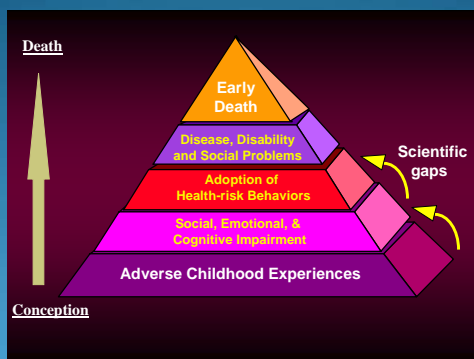 Death
Early
Death
Disease, Disability
and Social Problems
Scientific
gaps
Adoption of
Health-risk Behaviors
Social, Emotional, &
Cognitive Impairment
Adverse Childhood Experiences
Conception